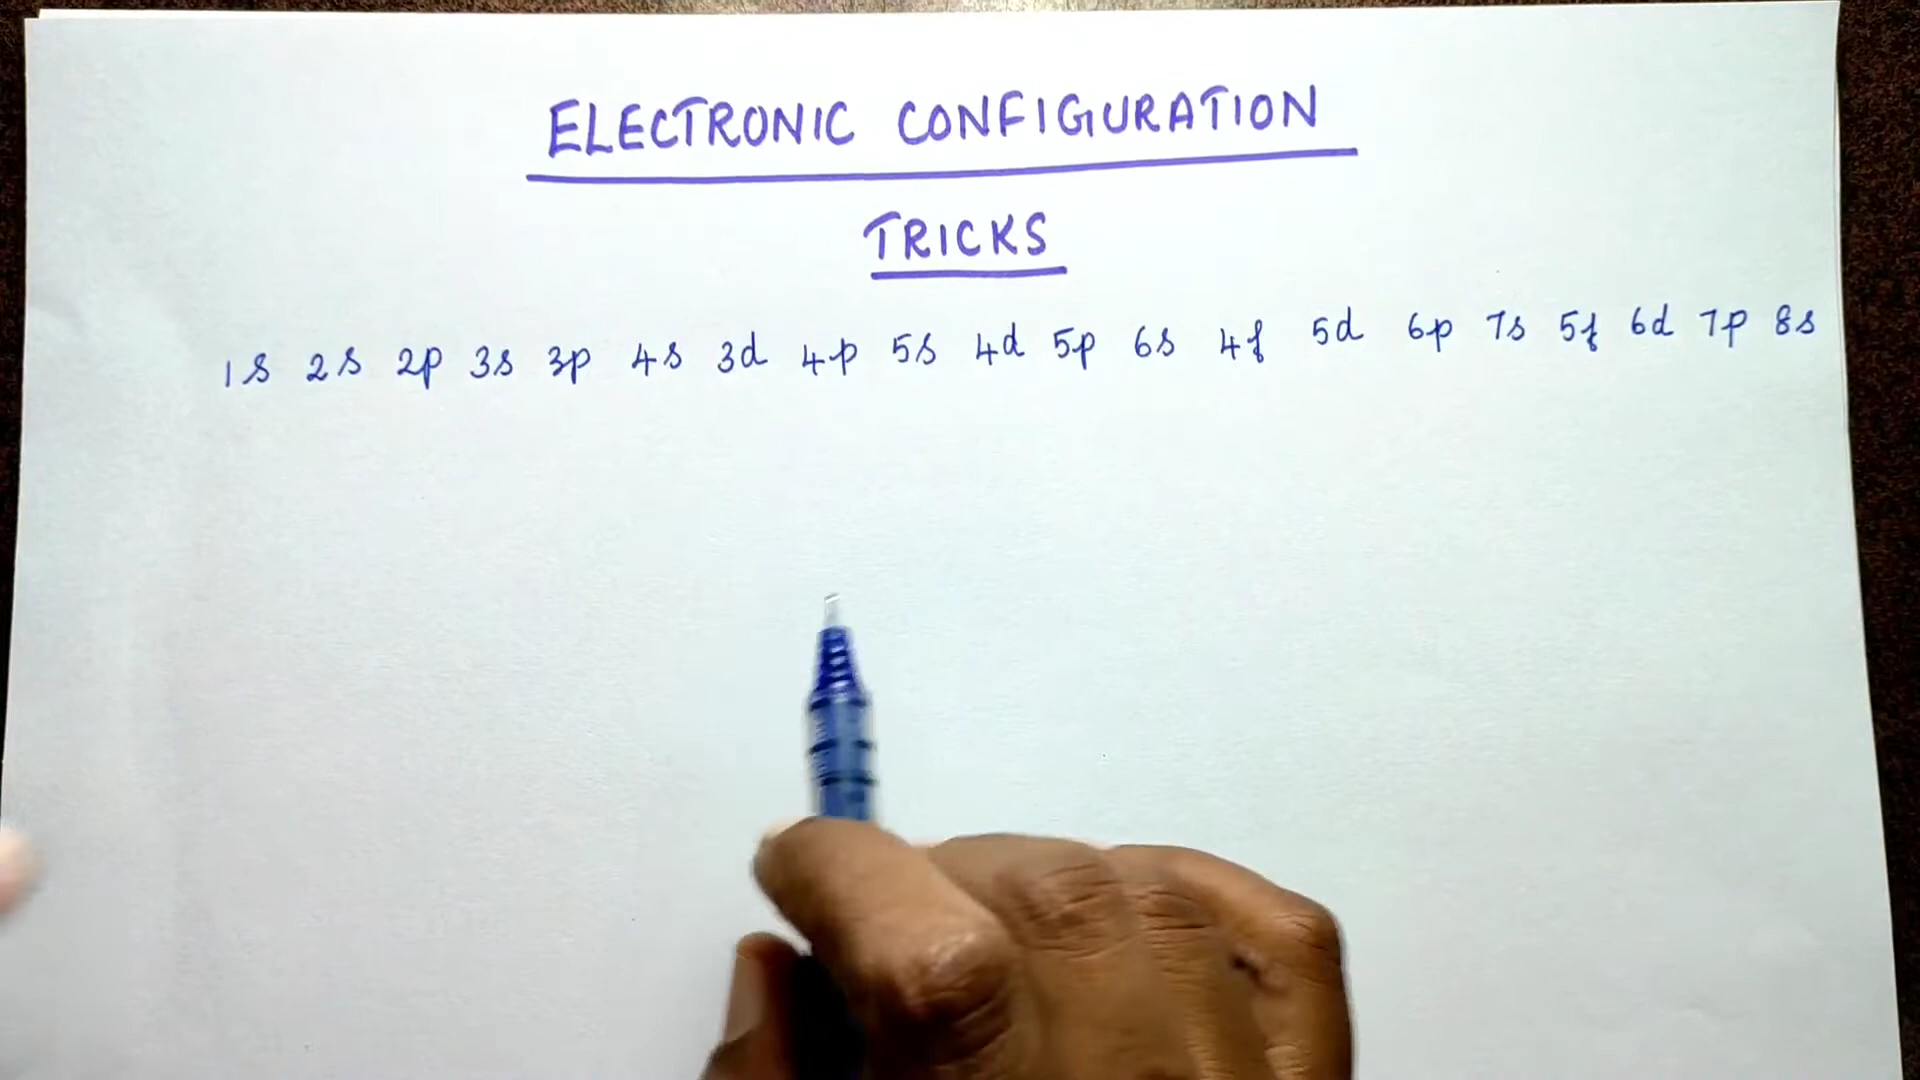 ELECTRONIC CONFIGURATION
TRICKS
1s 2s 2p 3s 3p 4s 3d 4p 5s 4d 5p 6s 4f 5d 6p 7s 5f 6d 7p 8s